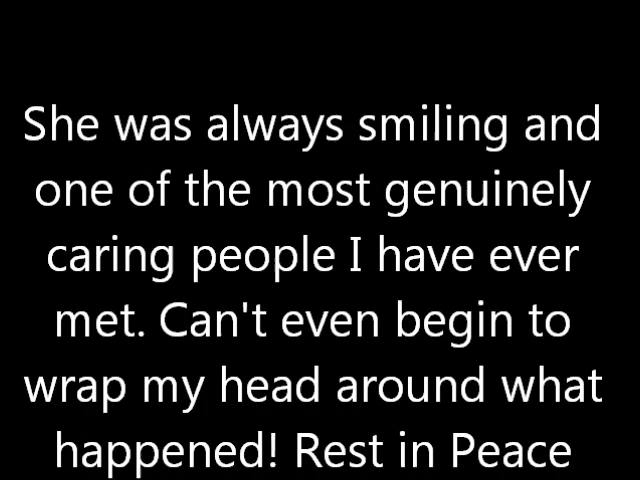 She was always smiling and
one of the most genuinely
caring people I have ever
met. Can't even begin to
wrap my head around what
happened! Rest in Peace